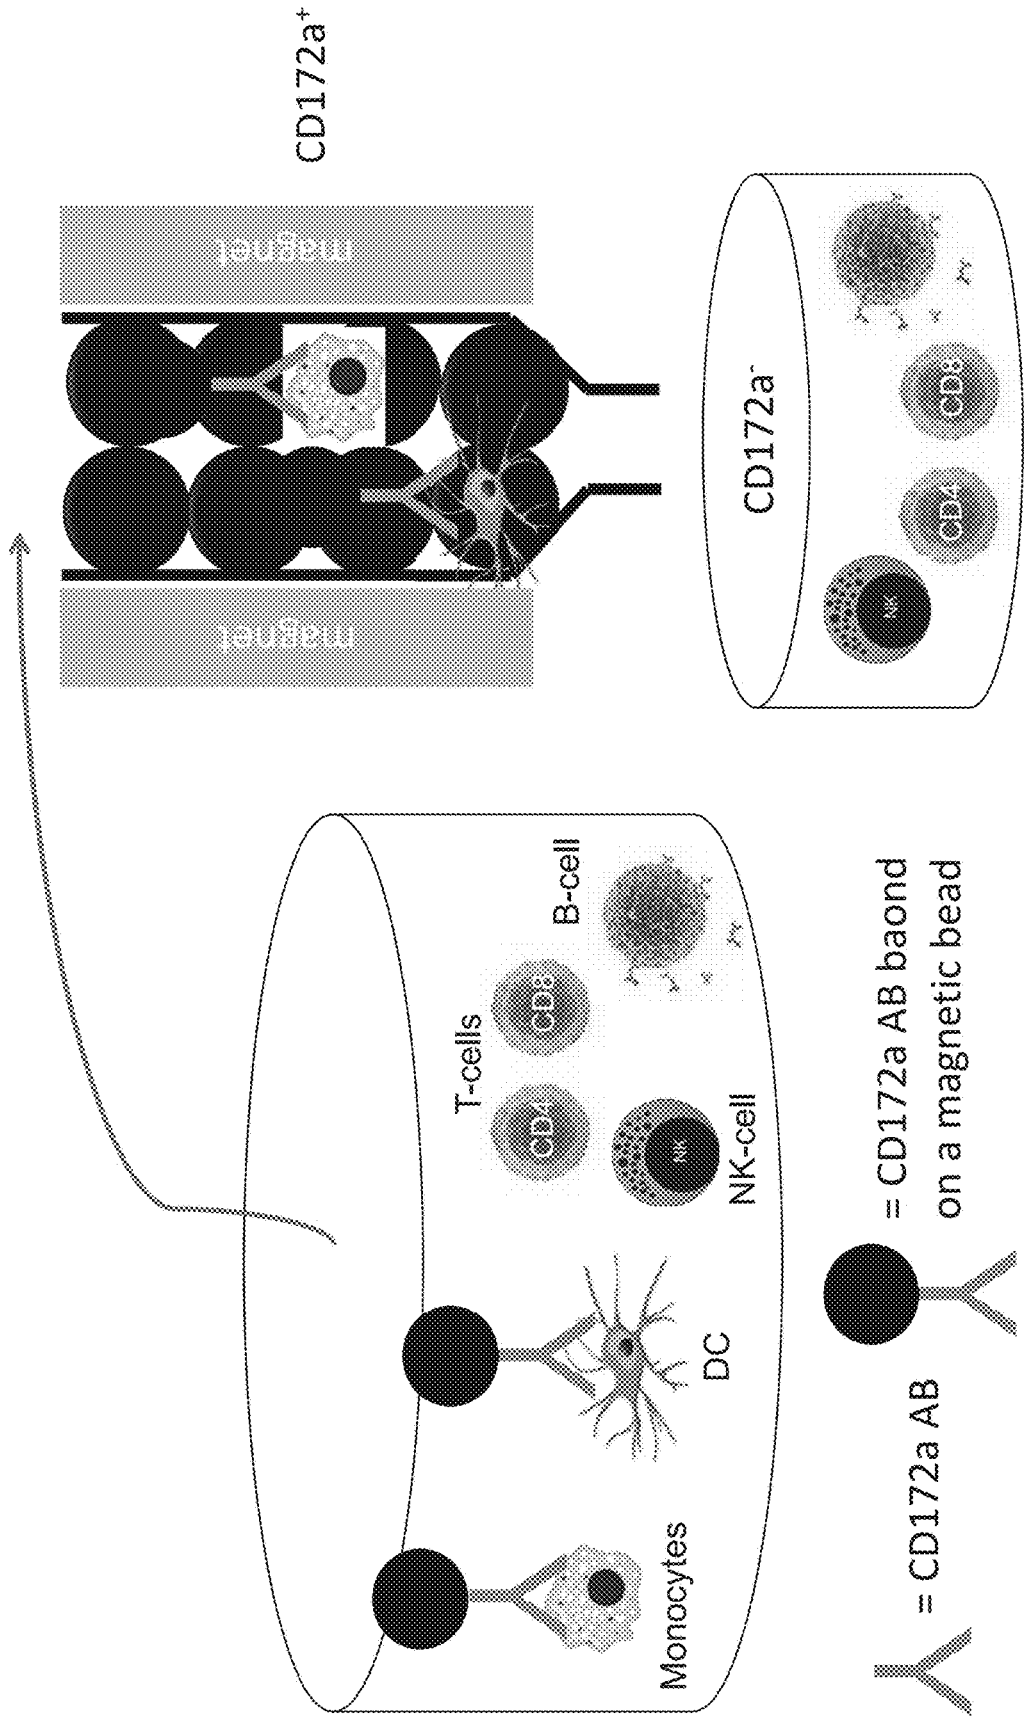 Monocytes
DC
NK-cell
NK
T-cells
CD4
CD8
B-cell
magnet
magnet
CD172a⁺
CD172a⁻
NK
CD4
CD8
= CD172a AB
= CD172a AB baond
on a magnetic bead